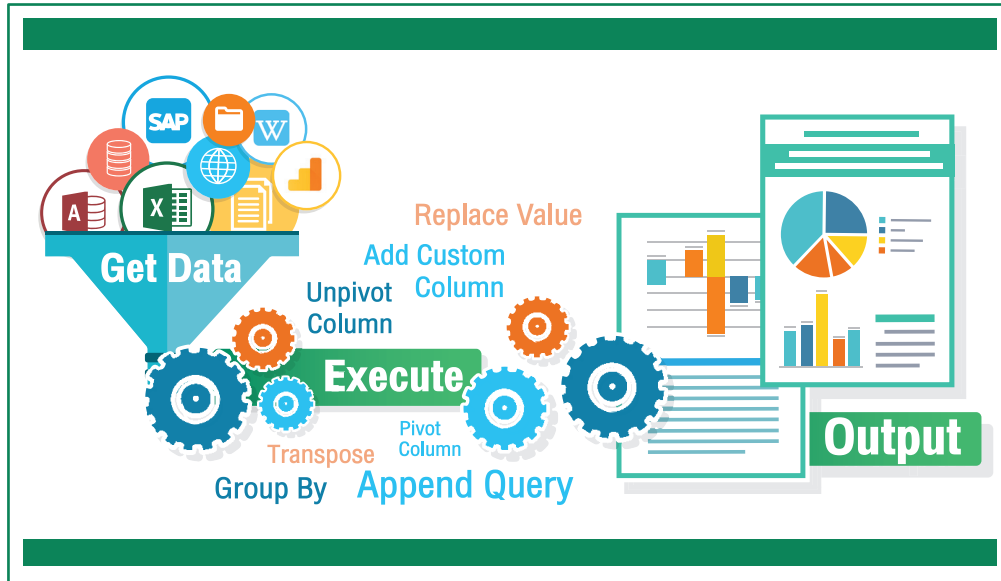 SAP
W
A
X
Get Data
Replace Value
Add Custom
Column
Unpivot
Column
Execute
Pivot
Column
Transpose
Group By
Append Query
Output